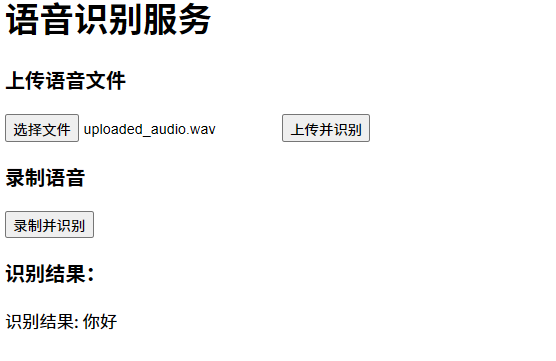 语音识别服务
上传语音文件
选择文件 uploaded_audio.wav 上传并识别
录制语音
录制并识别
识别结果：
识别结果: 你好